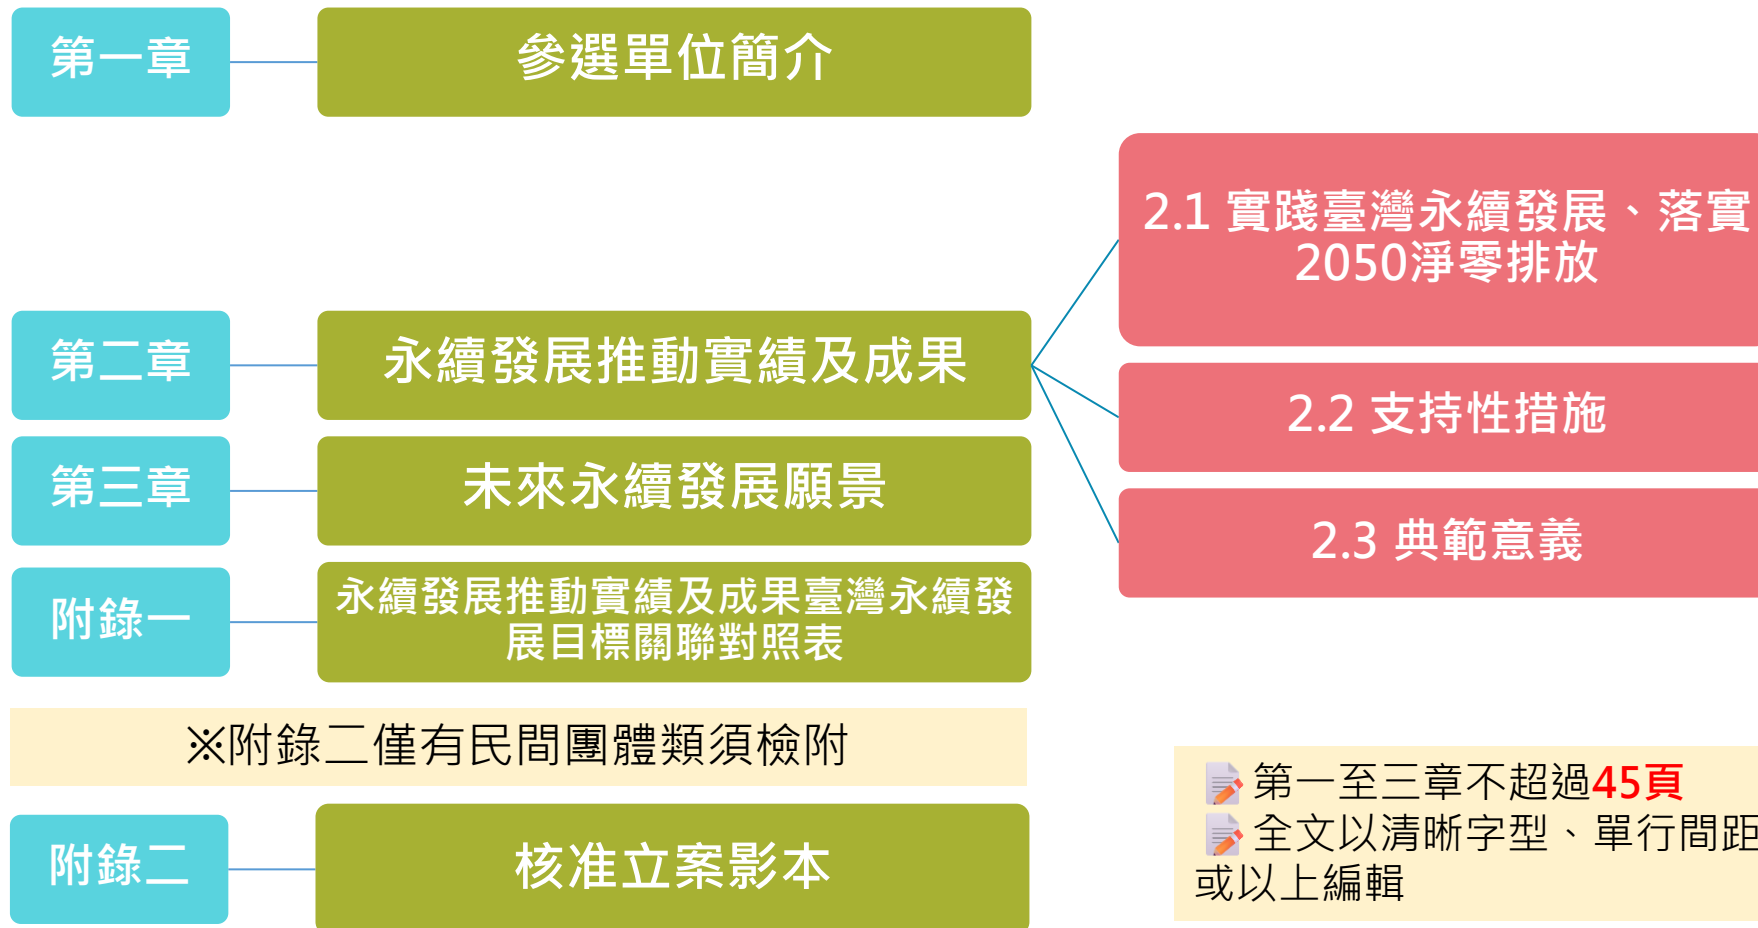 第一章
參選單位簡介
第二章
永續發展推動實績及成果
2.1 實踐臺灣永續發展、落實
2050淨零排放
2.2 支持性措施
2.3 典範意義
第三章
未來永續發展願景
附錄一
永續發展推動實績及成果臺灣永續發
展目標關聯對照表
※附錄二僅有民間團體類須檢附
附錄二
核准立案影本
第一至三章不超過45頁
全文以清晰字型、單行間距
或以上編輯